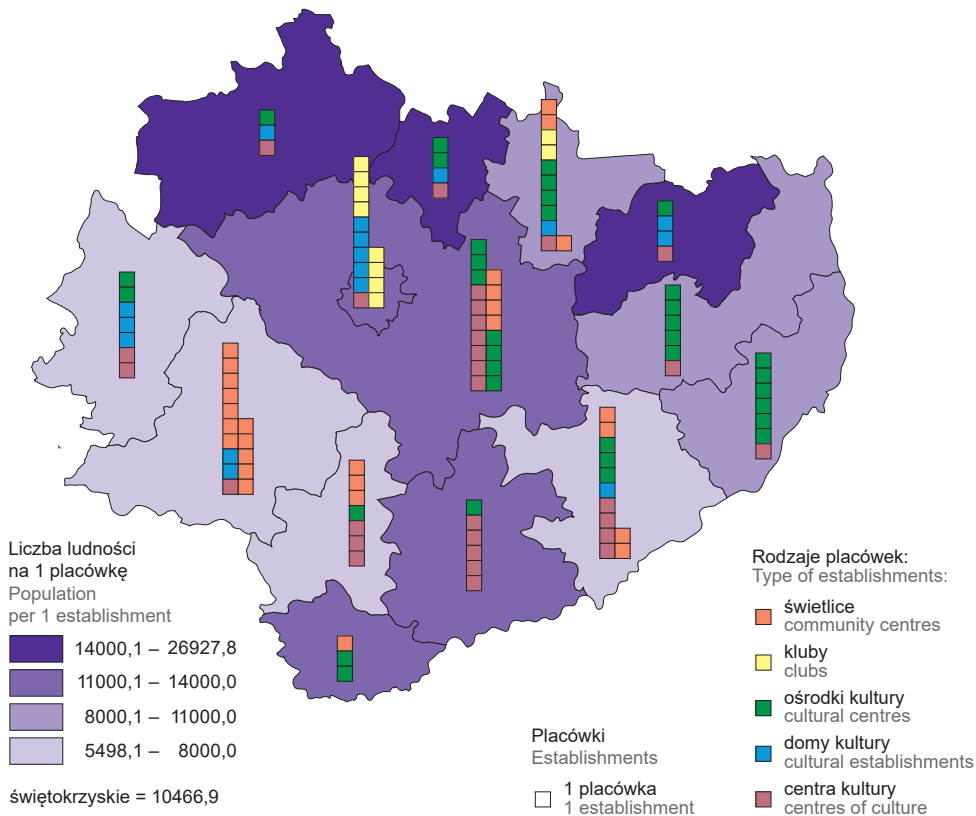 Liczba ludności
na 1 placówkę
Population
per 1 establishment
14000,1 – 26927,8
11000,1 – 14000,0
8000,1 – 11000,0
5498,1 – 8000,0
świętokrzyskie = 10466,9
Placówki
Establishments
1 placówka
1 establishment
Rodzaje placówek:
Type of establishments:
świetlice
community centres
kluby
clubs
ośrodki kultury
cultural centres
domy kultury
cultural establishments
centra kultury
centres of culture